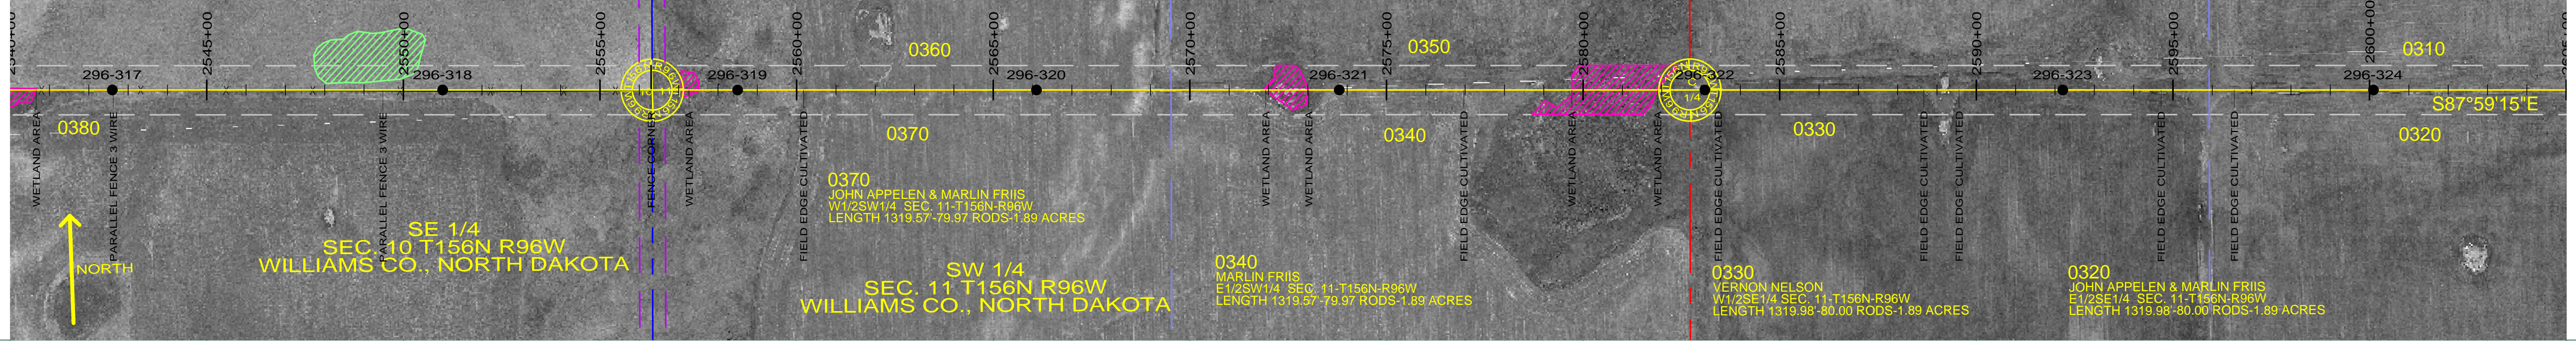 2545+00
2550+00
2555+00
2560+00
2565+00
2570+00
2575+00
2580+00
2585+00
2590+00
2595+00
2600+00
0360
0350
0310
296-317
296-318
296-319
296-320
296-321
296-322
296-323
296-324
10
11
1/4
S87°59'15"E
0380
0370
0340
0330
0320
WETLAND AREA
PARALLEL FENCE 3 WIRE
PARALLEL FENCE 3 WIRE
FENCE CORNER
WETLAND AREA
FIELD EDGE CULTIVATED
WETLAND AREA
WETLAND AREA
FIELD EDGE CULTIVATED
WETLAND AREA
WETLAND AREA
FIELD EDGE CULTIVATED
FIELD EDGE CULTIVATED
FIELD EDGE CULTIVATED
FIELD EDGE CULTIVATED
FIELD EDGE CULTIVATED
NORTH
SE 1/4
SEC. 10 T156N R96W
WILLIAMS CO., NORTH DAKOTA
0370
JOHN APPELEN & MARLIN FRIIS
W1/2SW1/4 SEC. 11-T156N-R96W
LENGTH 1319.57'-79.97 RODS-1.89 ACRES
SW 1/4
SEC. 11 T156N R96W
WILLIAMS CO., NORTH DAKOTA
0340
MARLIN FRIIS
E1/2SW1/4 SEC. 11-T156N-R96W
LENGTH 1319.57'-79.97 RODS-1.89 ACRES
0330
VERNON NELSON
W1/2SE1/4 SEC. 11-T156N-R96W
LENGTH 1319.98'-80.00 RODS-1.89 ACRES
0320
JOHN APPELEN & MARLIN FRIIS
E1/2SE1/4 SEC. 11-T156N-R96W
LENGTH 1319.98'-80.00 RODS-1.89 ACRES